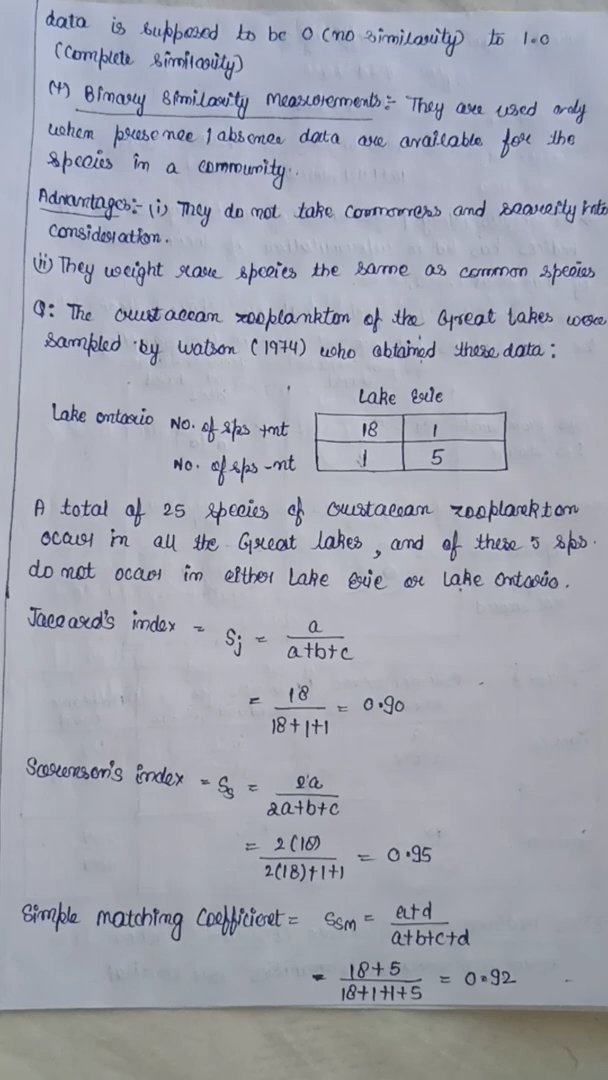 data is supposed to be 0 (no similarity) to 1.0
(complete similarity)
(*) Binary Similarity Measurements:- They are used only
when presence / absence data are available for the
species in a community.
Advantages:- (i) They do not take commonness and scarcity into
consideration.
(ii) They weight rare species the same as common species
Q: The crustacean zooplankton of the Great Lakes were
sampled by Watson (1974) who obtained these data:
Lake Erie
Lake Ontario No. of sps +nt 18 1
No. of sps -nt 1 5
A total of 25 species of crustacean zooplankton
occur in all the Great lakes, and of these 5 sps.
do not occur in either Lake Erie or Lake Ontario.
Jaccard's index = Sj = a / a+b+c
= 18 / 18+1+1 = 0.90
Sorenson's index = Ss = 2a / 2a+b+c
= 2(18) / 2(18)+1+1 = 0.95
Simple matching Coefficient = SSM = a+d / a+b+c+d
= 18+5 / 18+1+1+5 = 0.92